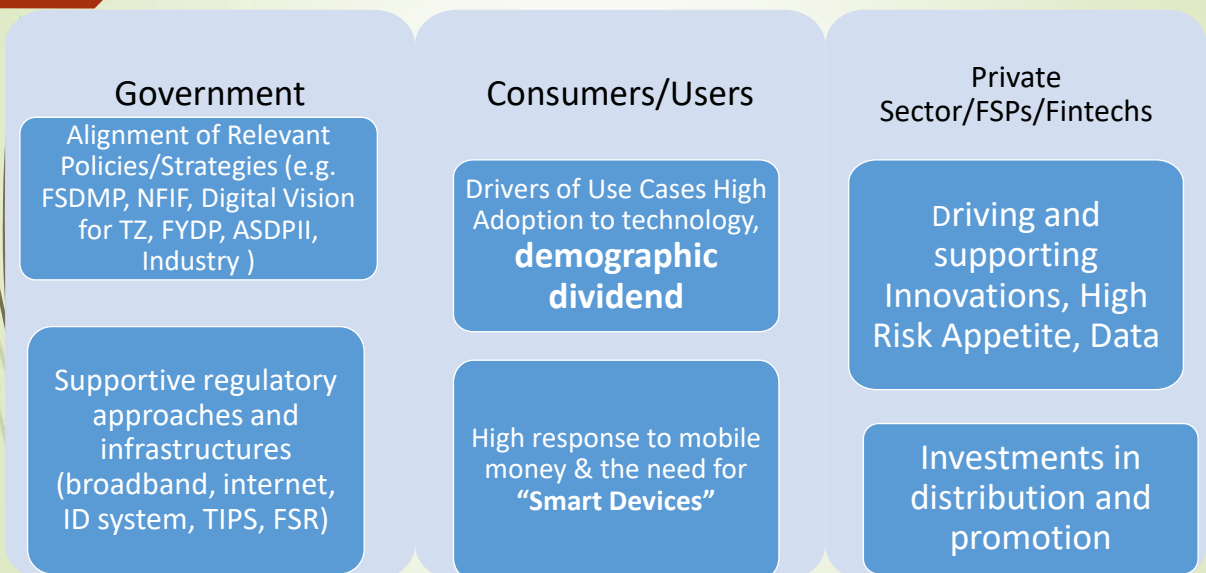 Government
Alignment of Relevant
Policies/Strategies (e.g.
FSDMP, NFIF, Digital Vision
for TZ, FYDP, ASDPII,
Industry )
Supportive regulatory
approaches and
infrastructures
(broadband, internet,
ID system, TIPS, FSR)
Consumers/Users
Drivers of Use Cases High
Adoption to technology,
demographic
dividend
High response to mobile
money & the need for
“Smart Devices”
Private
Sector/FSPs/Fintechs
Driving and
supporting
Innovations, High
Risk Appetite, Data
Investments in
distribution and
promotion